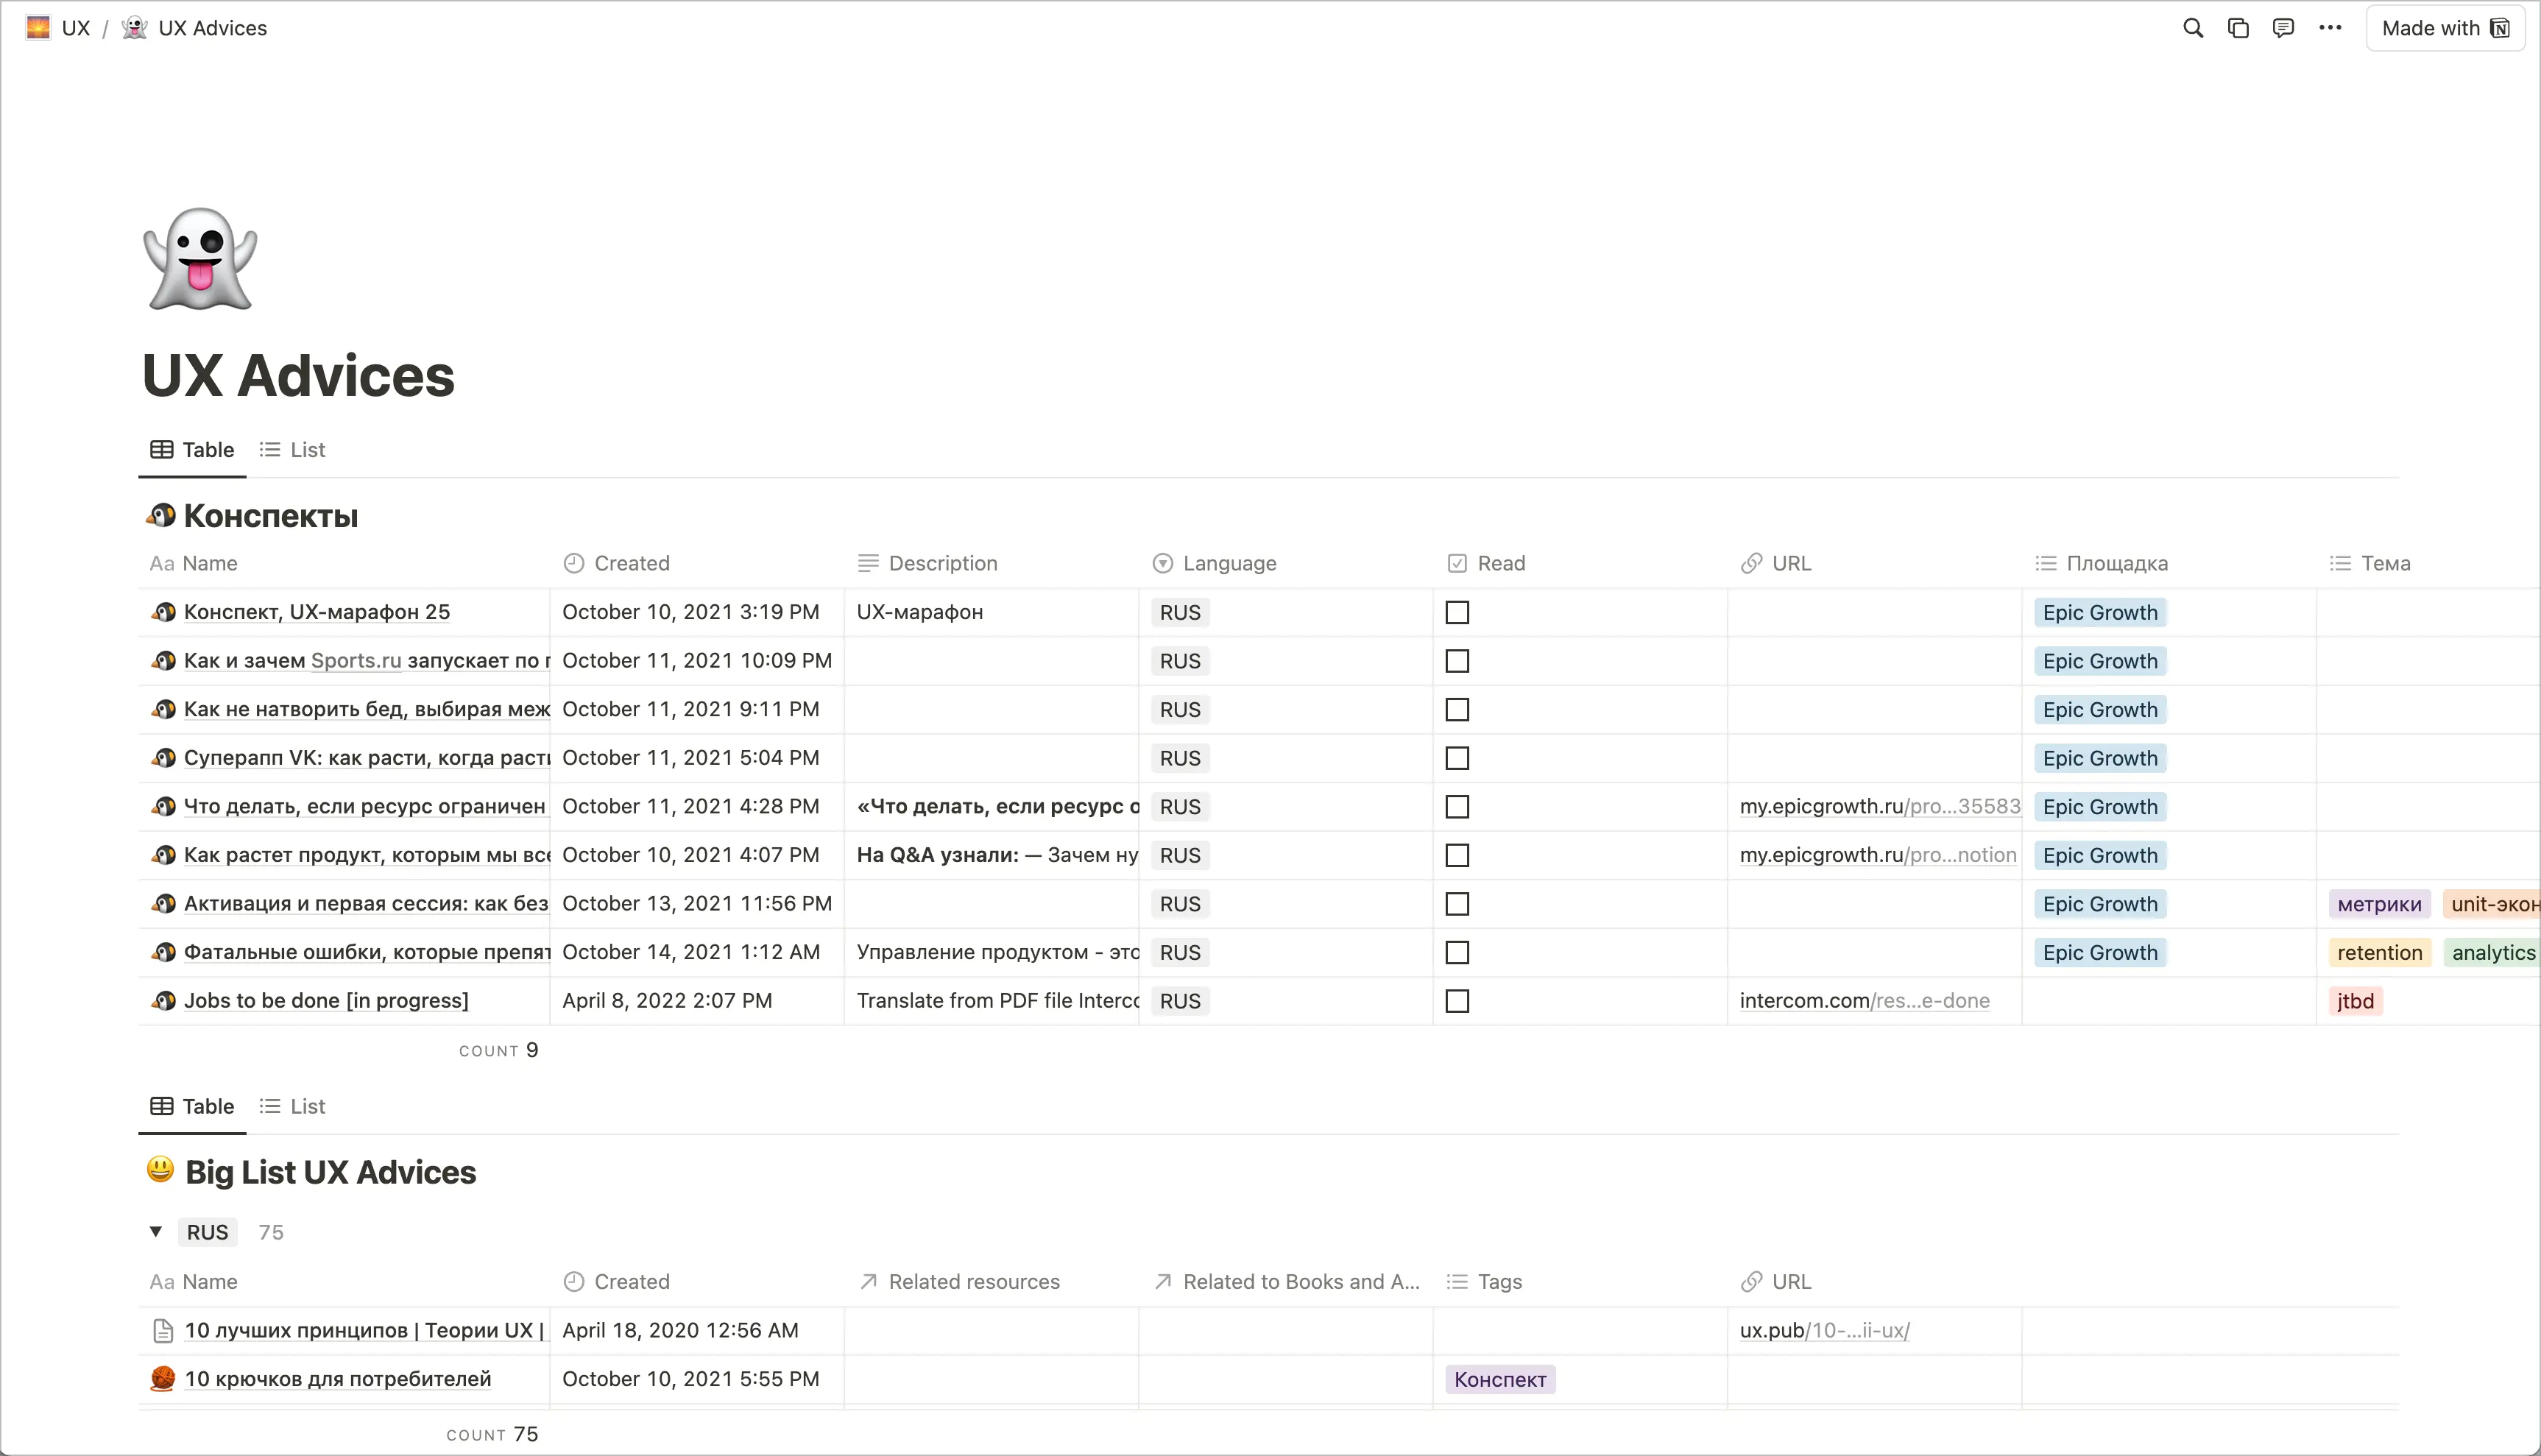 UX / UX Advices
Made with
UX Advices
Table List
Конспекты
Aa Name Created Description Language Read URL Площадка Тема
Конспект, UX-марафон 25 October 10, 2021 3:19 PM UX-марафон RUS Epic Growth
Как и зачем Sports.ru запускает по October 11, 2021 10:09 PM RUS Epic Growth
Как не натворить бед, выбирая меж October 11, 2021 9:11 PM RUS Epic Growth
Суперапп VK: как расти, когда расти October 11, 2021 5:04 PM RUS Epic Growth
Что делать, если ресурс ограничен October 11, 2021 4:28 PM «Что делать, если ресурс о RUS my.epicgrowth.ru/pro...35583 Epic Growth
Как растет продукт, которым мы все October 10, 2021 4:07 PM На Q&A узнали: — Зачем ну RUS my.epicgrowth.ru/pro...notion Epic Growth
Активация и первая сессия: как без October 13, 2021 11:56 PM RUS Epic Growth метрики unit-экон
Фатальные ошибки, которые препят October 14, 2021 1:12 AM Управление продуктом - это RUS Epic Growth retention analytics
Jobs to be done [in progress] April 8, 2022 2:07 PM Translate from PDF file Interco RUS intercom.com/res...e-done jtbd
COUNT 9
Table List
Big List UX Advices
RUS 75
Aa Name Created Related resources Related to Books and A... Tags URL
10 лучших принципов | Теории UX | April 18, 2020 12:56 AM ux.pub/10-...ii-ux/
10 крючков для потребителей October 10, 2021 5:55 PM Конспект
COUNT 75